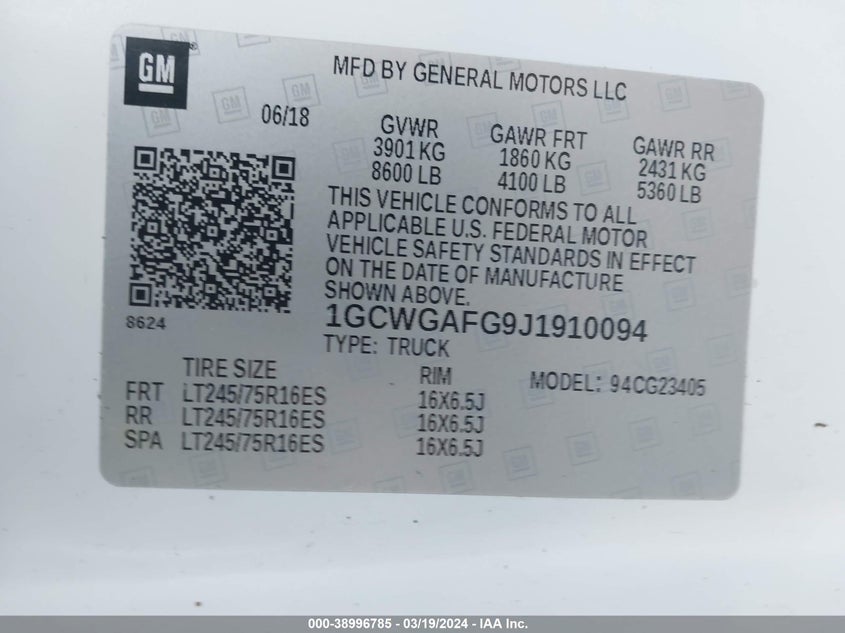 GM
MFD BY GENERAL MOTORS LLC
06/18
GVWR GAWR FRT GAWR RR
3901 KG 1860 KG 2431 KG
8600 LB 4100 LB 5360 LB
THIS VEHICLE CONFORMS TO ALL
APPLICABLE U.S. FEDERAL MOTOR
VEHICLE SAFETY STANDARDS IN EFFECT
ON THE DATE OF MANUFACTURE
SHOWN ABOVE.
8624
1GCWGAFG9J1910094
TYPE: TRUCK
TIRE SIZE RIM MODEL: 94CG23405
FRT LT245/75R16ES 16X6.5J
RR LT245/75R16ES 16X6.5J
SPA LT245/75R16ES 16X6.5J
000-38996785 - 03/19/2024 - IAA Inc.